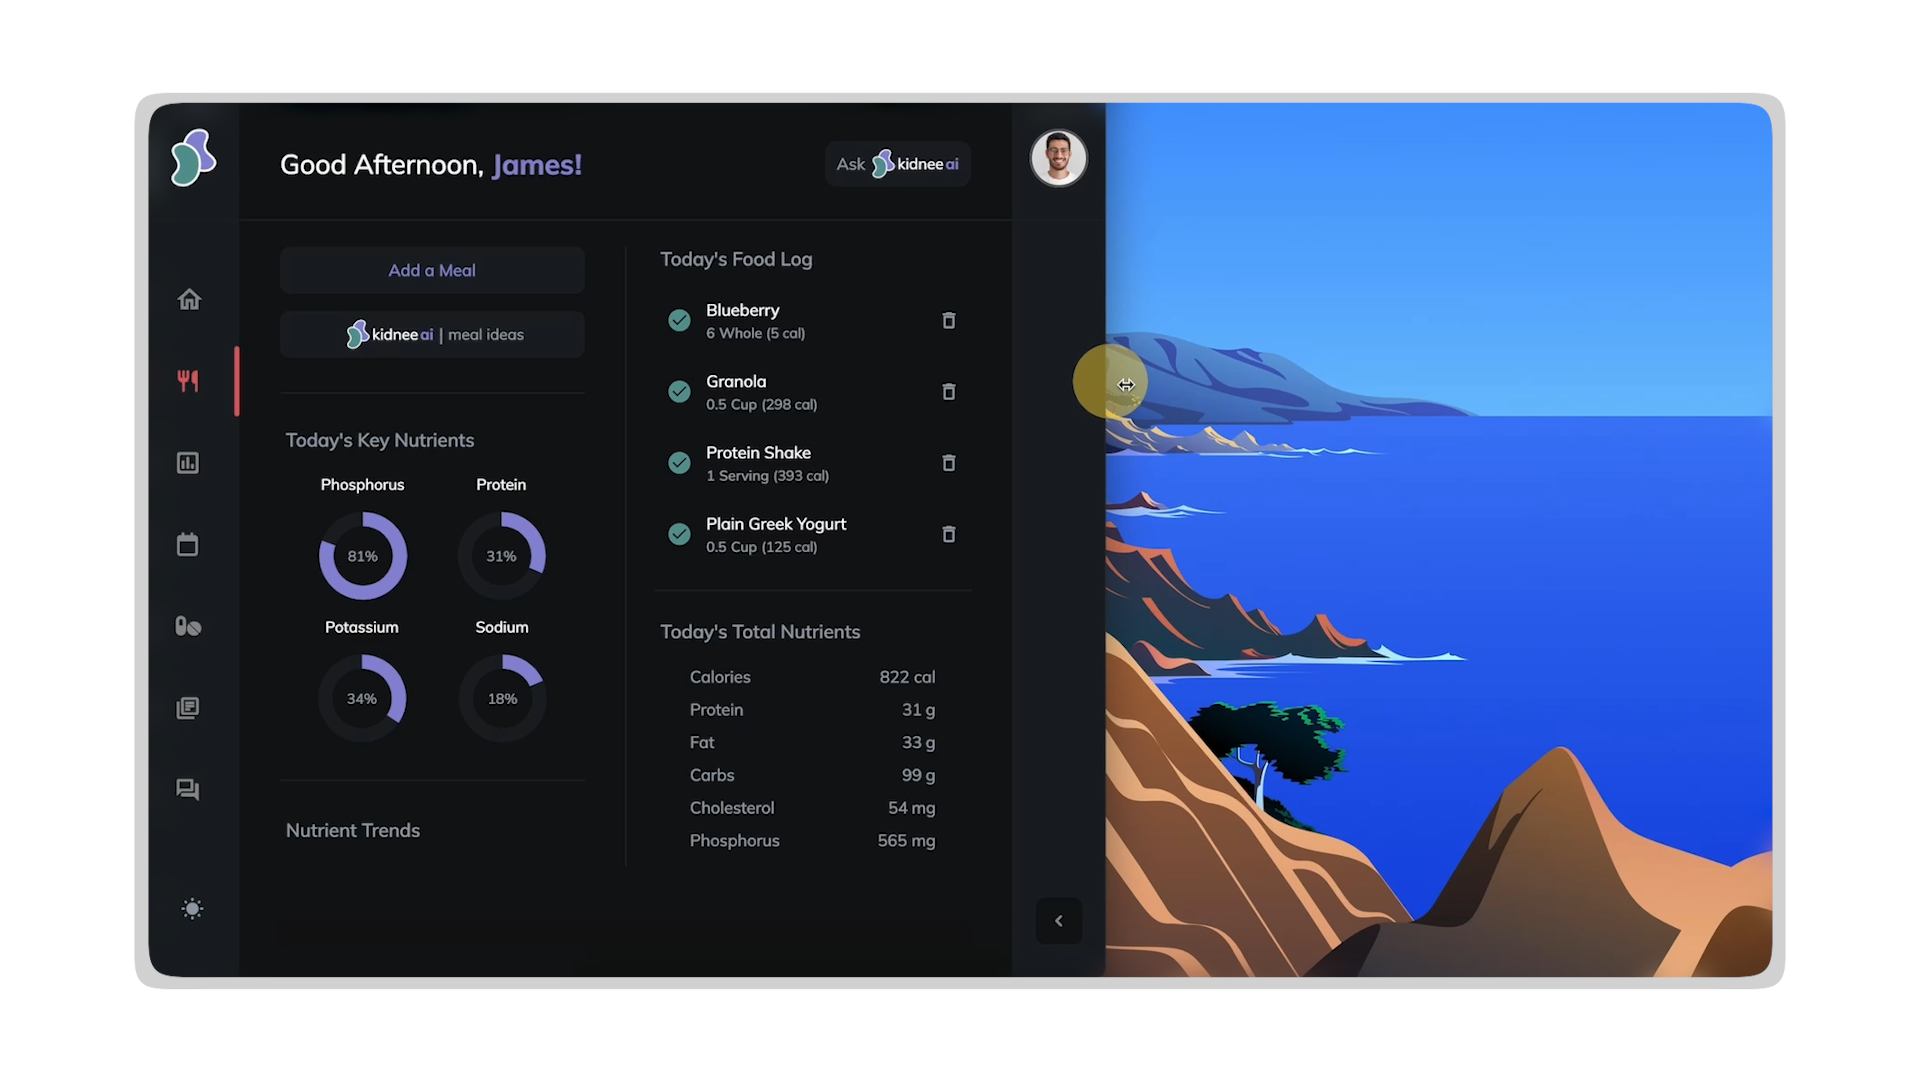 Good Afternoon, James!
Ask kidnee ai
Add a Meal
kidnee ai | meal ideas
Today's Key Nutrients
Phosphorus
Protein
81%
31%
Potassium
Sodium
34%
18%
Nutrient Trends
Today's Food Log
Blueberry
6 Whole (5 cal)
Granola
0.5 Cup (298 cal)
Protein Shake
1 Serving (393 cal)
Plain Greek Yogurt
0.5 Cup (125 cal)
Today's Total Nutrients
Calories 822 cal
Protein 31 g
Fat 33 g
Carbs 99 g
Cholesterol 54 mg
Phosphorus 565 mg